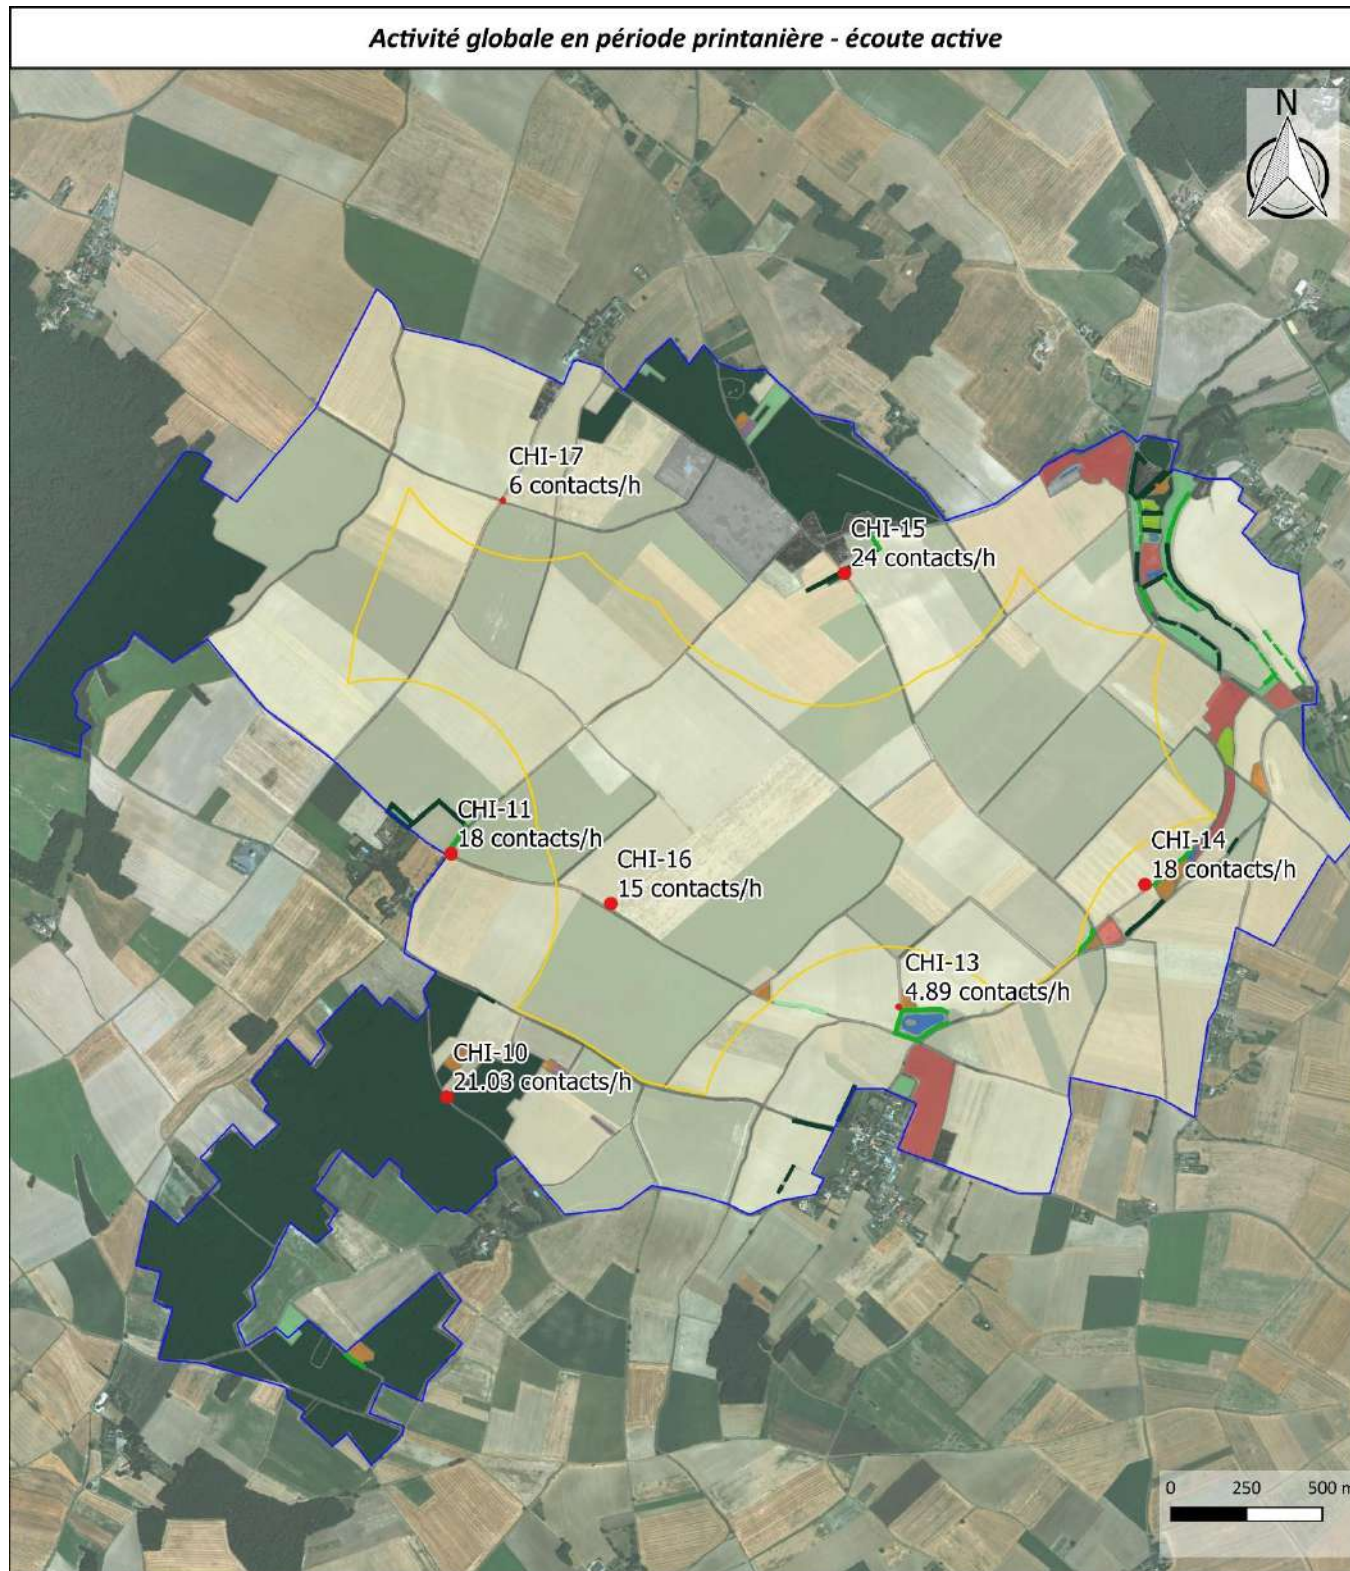 Activité globale en période printanière - écoute active
N
CHI-17
6 contacts/h
CHI-15
24 contacts/h
CHI-11
18 contacts/h
CHI-16
15 contacts/h
CHI-14
18 contacts/h
CHI-13
4.89 contacts/h
CHI-10
21.03 contacts/h
0 250 500 m